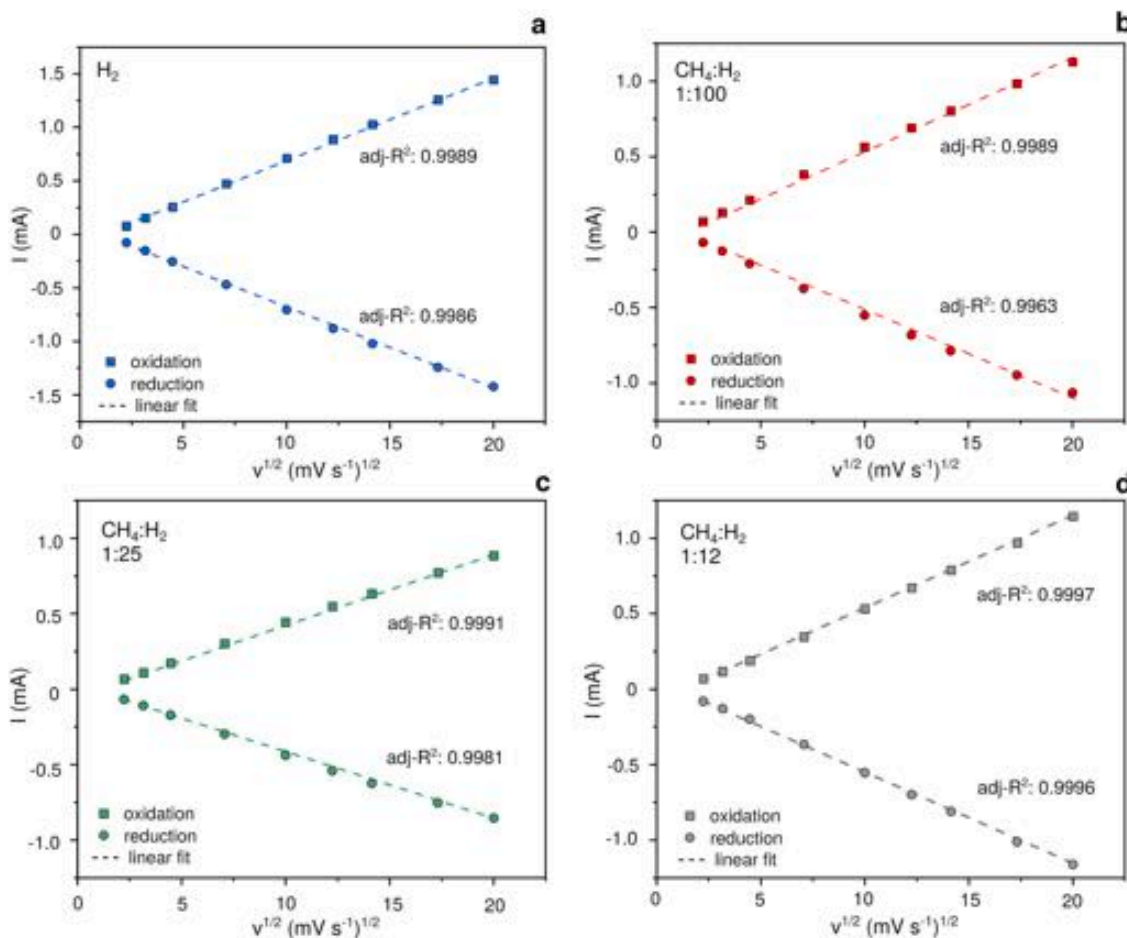 a
H₂
1.5
1.0
0.5
0
-0.5
-1.0
-1.5
I (mA)
adj-R²: 0.9989
adj-R²: 0.9986
oxidation
reduction
linear fit
0 5 10 15 20
v¹/² (mV s⁻¹)¹/²
b
CH₄:H₂
1:100
1.0
0.5
0
-0.5
-1.0
I (mA)
adj-R²: 0.9989
adj-R²: 0.9963
oxidation
reduction
linear fit
0 5 10 15 20
v¹/² (mV s⁻¹)¹/²
c
CH₄:H₂
1:25
1.0
0.5
0
-0.5
-1.0
I (mA)
adj-R²: 0.9991
adj-R²: 0.9981
oxidation
reduction
linear fit
0 5 10 15 20
v¹/² (mV s⁻¹)¹/²
d
CH₄:H₂
1:12
1.0
0.5
0
-0.5
-1.0
I (mA)
adj-R²: 0.9997
adj-R²: 0.9996
oxidation
reduction
linear fit
0 5 10 15 20
v¹/² (mV s⁻¹)¹/²